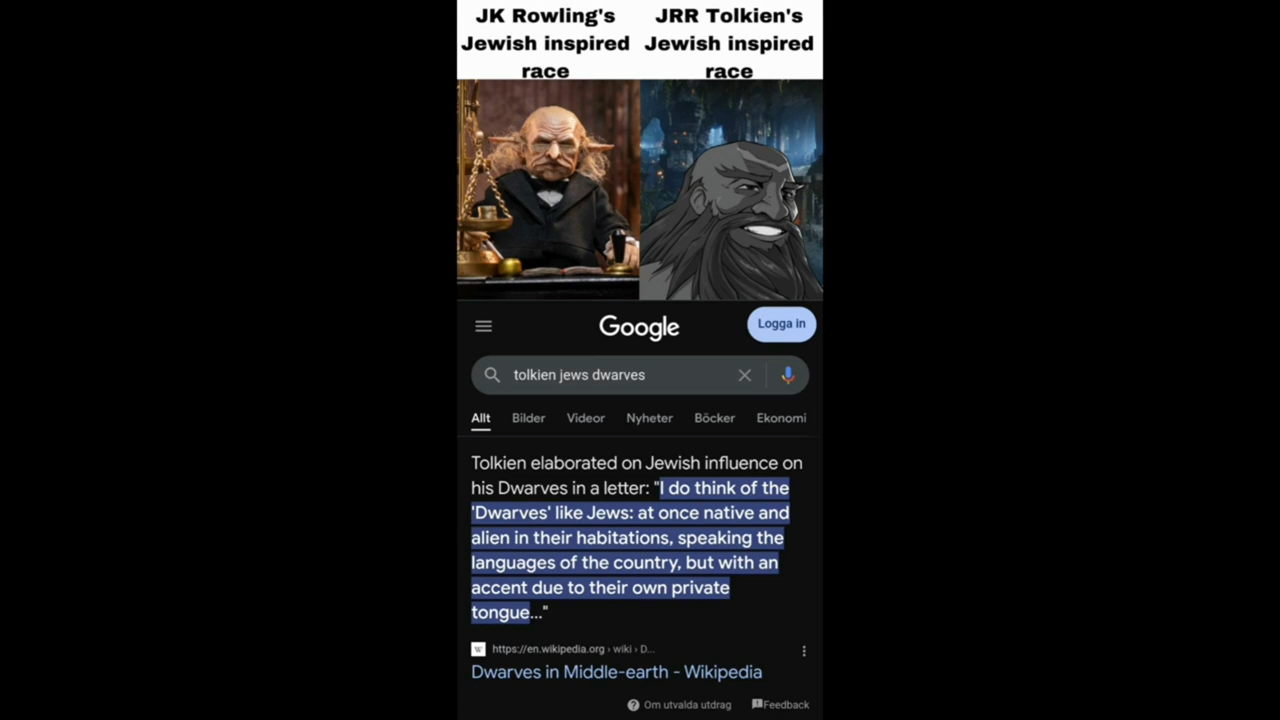 JK Rowling's
Jewish inspired
race
JRR Tolkien's
Jewish inspired
race
Google
Logga in
tolkien jews dwarves
Allt Bilder Videor Nyheter Böcker Ekonomi
Tolkien elaborated on Jewish influence on
his Dwarves in a letter: "I do think of the
'Dwarves' like Jews: at once native and
alien in their habitations, speaking the
languages of the country, but with an
accent due to their own private
tongue..."
W https://en.wikipedia.org › wiki › D...
Dwarves in Middle-earth - Wikipedia
Om utvalda utdrag Feedback